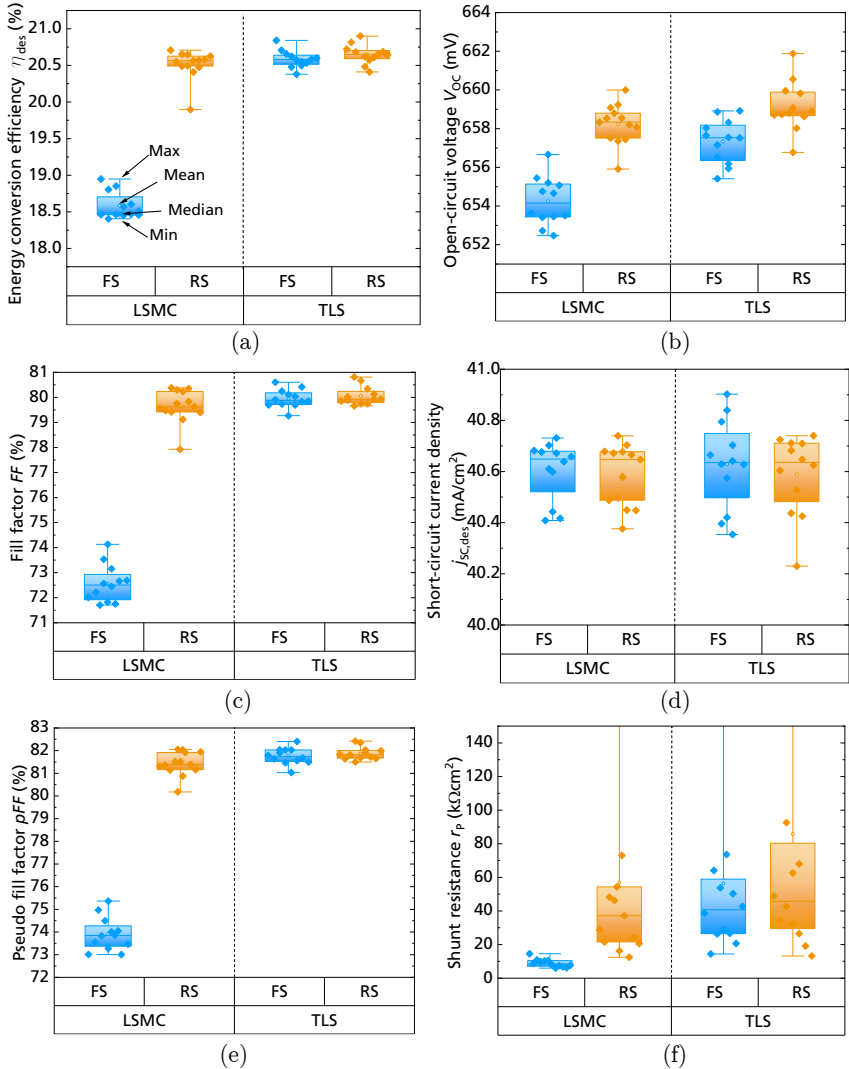 Energy conversion efficiency η des (%)
21.0
20.5
20.0
19.5
19.0
18.5
18.0
Max
Mean
Median
Min
FS RS FS RS
LSMC TLS
(a)
Open-circuit voltage VOC (mV)
664
662
660
658
656
654
652
FS RS FS RS
LSMC TLS
(b)
Fill factor FF (%)
81
80
79
78
77
76
75
74
73
72
71
FS RS FS RS
LSMC TLS
(c)
Short-circuit current density
jSC,des (mA/cm²)
41.0
40.8
40.6
40.4
40.2
40.0
FS RS FS RS
LSMC TLS
(d)
Pseudo fill factor pFF (%)
83
82
81
80
79
78
77
76
75
74
73
72
FS RS FS RS
LSMC TLS
(e)
Shunt resistance rP (kΩcm²)
140
120
100
80
60
40
20
0
FS RS FS RS
LSMC TLS
(f)